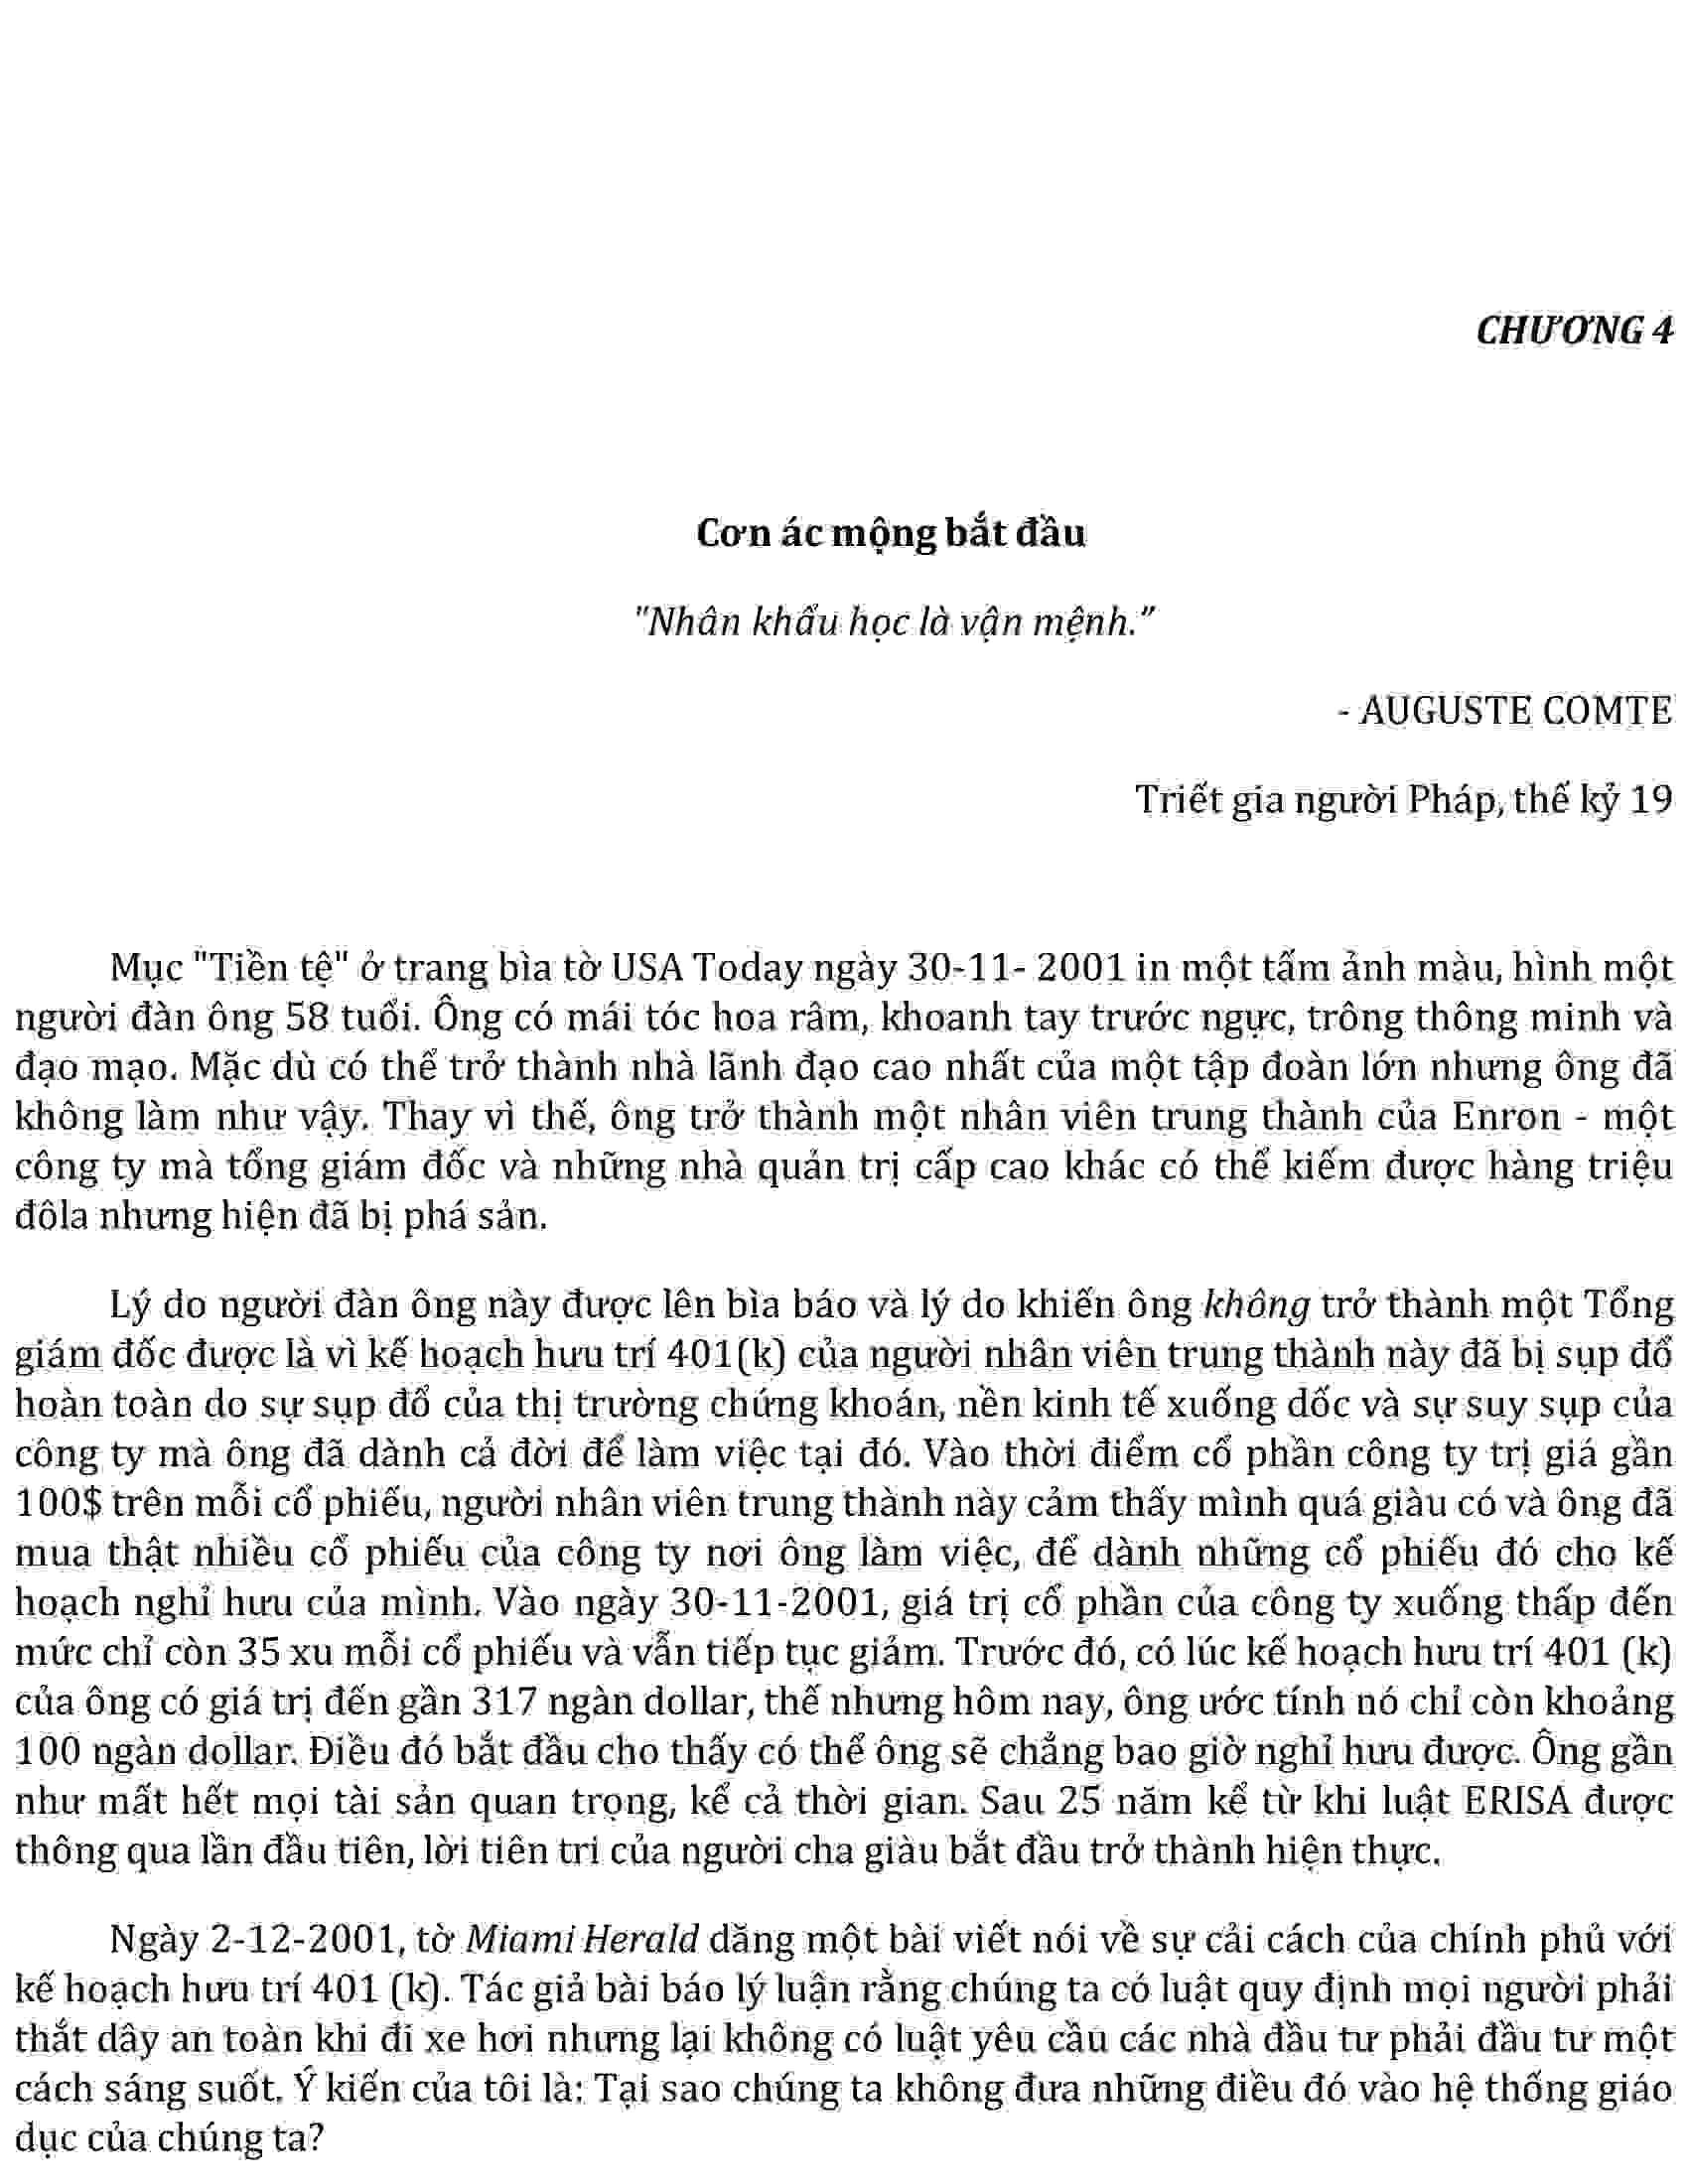 CHƯƠNG 4
Cơn ác mộng bắt đầu
"Nhân khẩu học là vận mệnh.”
- AUGUSTE COMTE
Triết gia người Pháp, thế kỷ 19
Mục "Tiền tệ" ở trang bìa tờ USA Today ngày 30-11- 2001 in một tấm ảnh màu, hình một
người đàn ông 58 tuổi. Ông có mái tóc hoa râm, khoanh tay trước ngực, trông thông minh và
đạo mạo. Mặc dù có thể trở thành nhà lãnh đạo cao nhất của một tập đoàn lớn nhưng ông đã
không làm như vậy. Thay vì thế, ông trở thành một nhân viên trung thành của Enron - một
công ty mà tổng giám đốc và những nhà quản trị cấp cao khác có thể kiếm được hàng triệu
đôla nhưng hiện đã bị phá sản.
Lý do người đàn ông này được lên bìa báo và lý do khiến ông không trở thành một Tổng
giám đốc được là vì kế hoạch hưu trí 401(k) của người nhân viên trung thành này đã bị sụp đổ
hoàn toàn do sự sụp đổ của thị trường chứng khoán, nền kinh tế xuống dốc và sự suy sụp của
công ty mà ông đã dành cả đời để làm việc tại đó. Vào thời điểm cổ phần công ty trị giá gần
100$ trên mỗi cổ phiếu, người nhân viên trung thành này cảm thấy mình quá giàu có và ông đã
mua thật nhiều cổ phiếu của công ty nơi ông làm việc, để dành những cổ phiếu đó cho kế
hoạch nghỉ hưu của mình. Vào ngày 30-11-2001, giá trị cổ phần của công ty xuống thấp đến
mức chỉ còn 35 xu mỗi cổ phiếu và vẫn tiếp tục giảm. Trước đó, có lúc kế hoạch hưu trí 401 (k)
của ông có giá trị đến gần 317 ngàn dollar, thế nhưng hôm nay, ông ước tính nó chỉ còn khoảng
100 ngàn dollar. Điều đó bắt đầu cho thấy có thể ông sẽ chẳng bao giờ nghỉ hưu được. Ông gần
như mất hết mọi tài sản quan trọng, kể cả thời gian. Sau 25 năm kể từ khi luật ERISA được
thông qua lần đầu tiên, lời tiên tri của người cha giàu bắt đầu trở thành hiện thực.
Ngày 2-12-2001, tờ Miami Herald dăng một bài viết nói về sự cải cách của chính phủ với
kế hoạch hưu trí 401 (k). Tác giả bài báo lý luận rằng chúng ta có luật quy định mọi người phải
thắt dây an toàn khi đi xe hơi nhưng lại không có luật yêu cầu các nhà đầu tư phải đầu tư một
cách sáng suốt. Ý kiến của tôi là: Tại sao chúng ta không đưa những điều đó vào hệ thống giáo
dục của chúng ta?